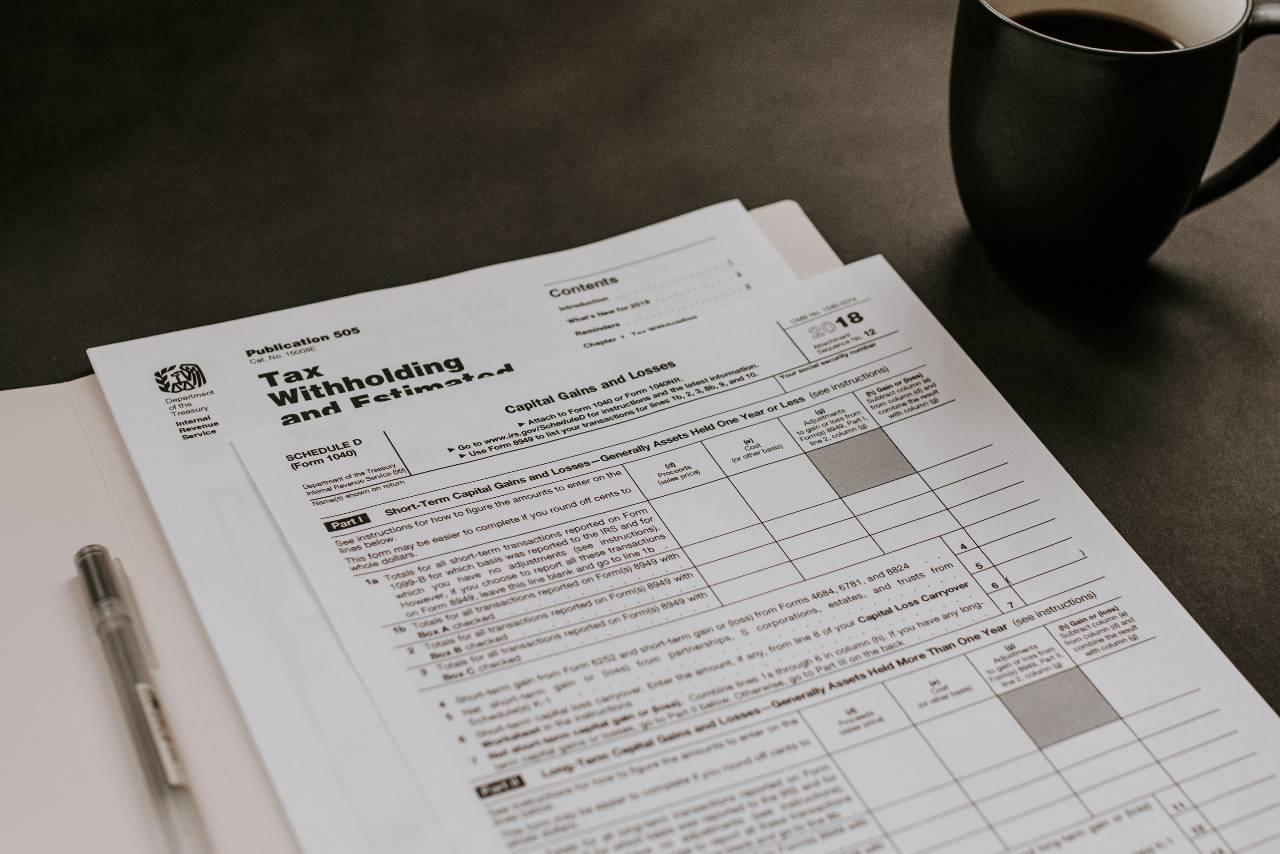 Publication 505
Cat. No. 15008E
Tax
Withholding
and Estimated
Department
of the
Treasury
Internal
Revenue
Service
Contents
Introduction
1
What's New for 2019
2
Reminders
2
Chapter 1. Tax Withholding
SCHEDULE D
(Form 1040)
Department of the Treasury
Internal Revenue Service (99)
Name(s) shown on return
Capital Gains and Losses
▶ Attach to Form 1040 or Form 1040NR.
▶ Go to www.irs.gov/ScheduleD for instructions and the latest information.
▶ Use Form 8949 to list your transactions for lines 1b, 2, 3, 8b, 9, and 10.
OMB No. 1545-0074
2018
Attachment
Sequence No. 12
Your social security number
Part I Short-Term Capital Gains and Losses—Generally Assets Held One Year or Less (see instructions)
See instructions for how to figure the amounts to enter on the
lines below.
This form may be easier to complete if you round off cents to
whole dollars.
(d)
Proceeds
(sales price)
(e)
Cost
(or other basis)
(g)
Adjustments
to gain or loss from
Form(s) 8949, Part I,
line 2, column (g)
(h) Gain or (loss)
Subtract column (e)
from column (d) and
combine the result
with column (g)
1a Totals for all short-term transactions reported on Form
1099-B for which basis was reported to the IRS and for
which you have no adjustments (see instructions).
However, if you choose to report all these transactions
on Form 8949, leave this line blank and go to line 1b
1b Totals for all transactions reported on Form(s) 8949 with
Box A checked
2 Totals for all transactions reported on Form(s) 8949 with
Box B checked
3 Totals for all transactions reported on Form(s) 8949 with
Box C checked
4 Short-term gain from Form 6252 and short-term gain or (loss) from Forms 4684, 6781, and 8824
4
5 Net short-term gain or (loss) from partnerships, S corporations, estates, and trusts from
Schedule(s) K-1
5
6 Short-term capital loss carryover. Enter the amount, if any, from line 8 of your Capital Loss Carryover
Worksheet in the instructions
6 (
)
7 Net short-term capital gain or (loss). Combine lines 1a through 6 in column (h). If you have any long-
term capital gains or losses, go to Part II below. Otherwise, go to Part III on the back
7
Part II Long-Term Capital Gains and Losses—Generally Assets Held More Than One Year (see instructions)
See instructions for how to figure the amounts to enter on the
lines below.
This form may be easier to complete if you round off cents to
whole dollars.
(d)
Proceeds
(sales price)
(e)
Cost
(or other basis)
(g)
Adjustments
to gain or loss from
Form(s) 8949, Part II,
line 2, column (g)
(h) Gain or (loss)
Subtract column (e)
from column (d) and
combine the result
with column (g)
11
12